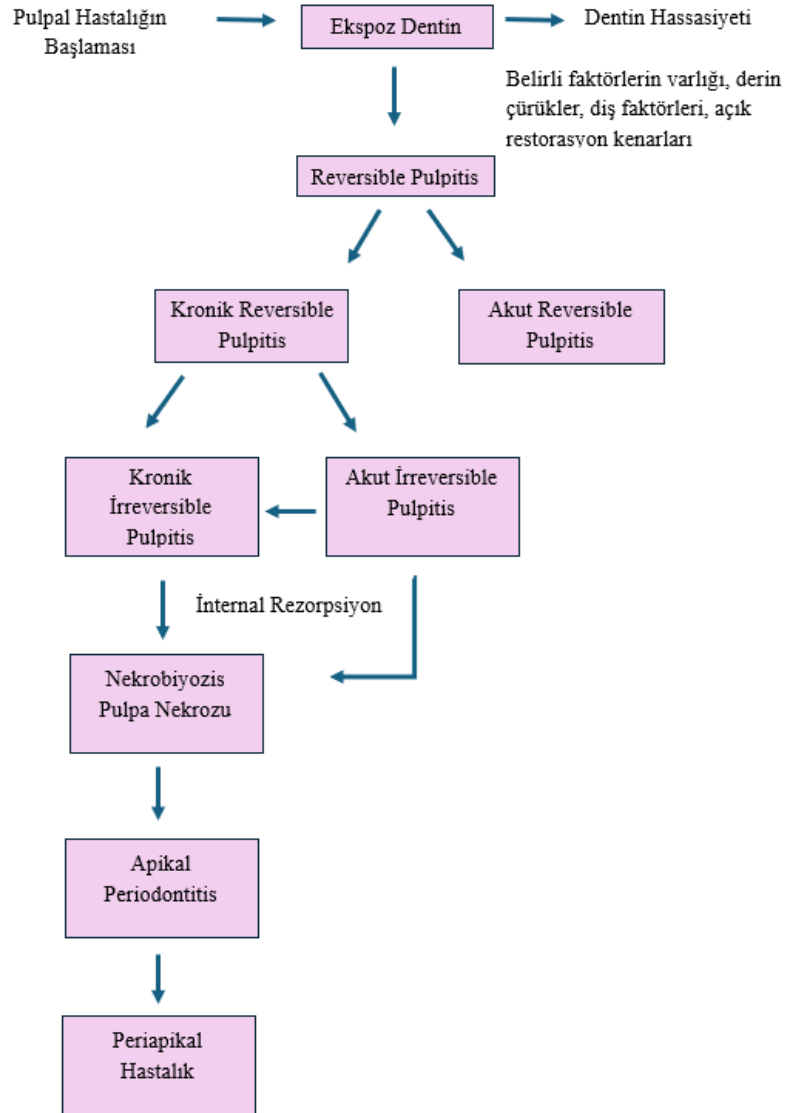 Pulpal Hastalığın
Başlaması
Ekspoz Dentin
Dentin Hassasiyeti
Belirli faktörlerin varlığı, derin
çürükler, diş faktörleri, açık
restorasyon kenarları
Reversible Pulpitis
Kronik Reversible
Pulpitis
Akut Reversible
Pulpitis
Kronik
İrreversible
Pulpitis
Akut İrreversible
Pulpitis
İnternal Rezorpsiyon
Nekrobiyozis
Pulpa Nekrozu
Apikal
Periodontitis
Periapikal
Hastalık